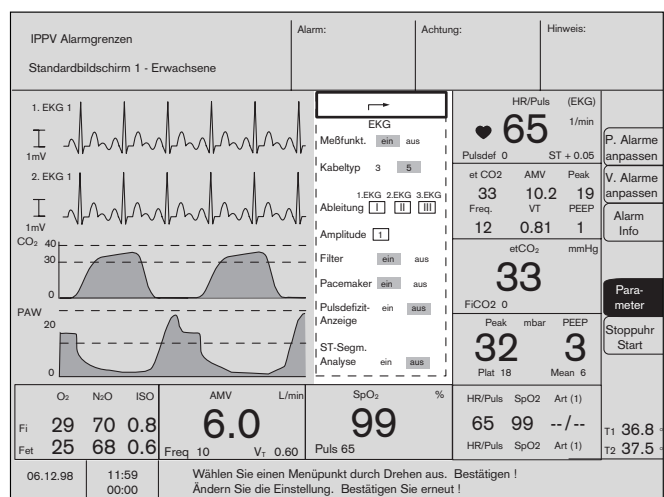 IPPV Alarmgrenzen
Standardbildschirm 1 - Erwachsene
Alarm:
Achtung:
Hinweis:
1. EKG 1
1mV
2. EKG 1
1mV
CO2 40
30
0
PAW
20
0
EKG
Meßfunkt. ein aus
Kabeltyp 3 5
1.EKG 2.EKG 3.EKG
Ableitung I II III
Amplitude 1
Filter ein aus
Pacemaker ein aus
Pulsdefizit- ein aus
Anzeige
ST-Segm.
Analyse ein aus
HR/Puls (EKG)
65 1/min
Pulsdef 0 ST + 0.05
et CO2 AMV Peak
33 10.2 19
Freq. VT PEEP
12 0.81 1
etCO2 mmHg
33
FiCO2 0
Peak mbar PEEP
32 3
Plat 18 Mean 6
P. Alarme
anpassen
V. Alarme
anpassen
Alarm
Info
Para-
meter
Stoppuhr
Start
O2 N2O ISO
Fi 29 70 0.8
Fet 25 68 0.6
AMV L/min
6.0
Freq 10 VT 0.60
SpO2 %
99
Puls 65
HR/Puls SpO2 Art (1)
65 99 --/--
HR/Puls SpO2 Art (1)
T1 36.8 °
T2 37.5 °
06.12.98
11:59
00:00
Wählen Sie einen Menüpunkt durch Drehen aus. Bestätigen !
Ändern Sie die Einstellung. Bestätigen Sie erneut !